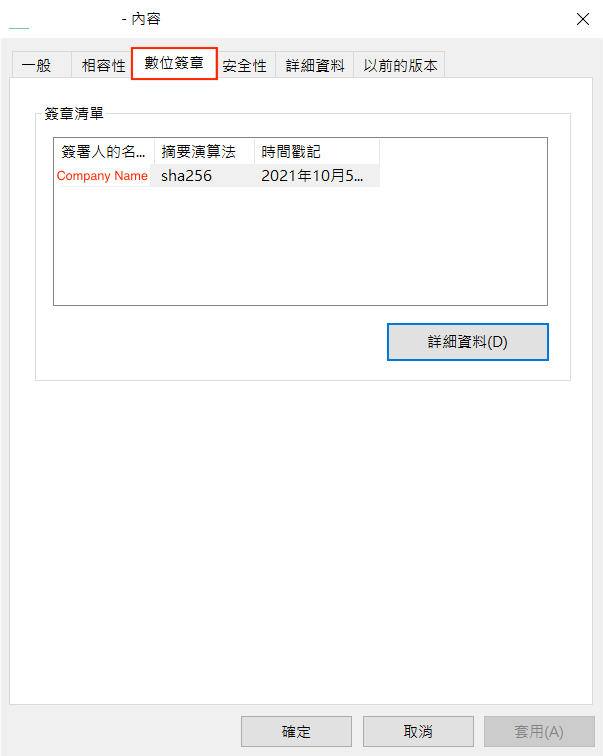 - 內容
一般 相容性 數位簽章 安全性 詳細資料 以前的版本
簽章清單
簽署人的名... 摘要演算法 時間戳記
Company Name sha256 2021年10月5...
詳細資料(D)
確定 取消 套用(A)